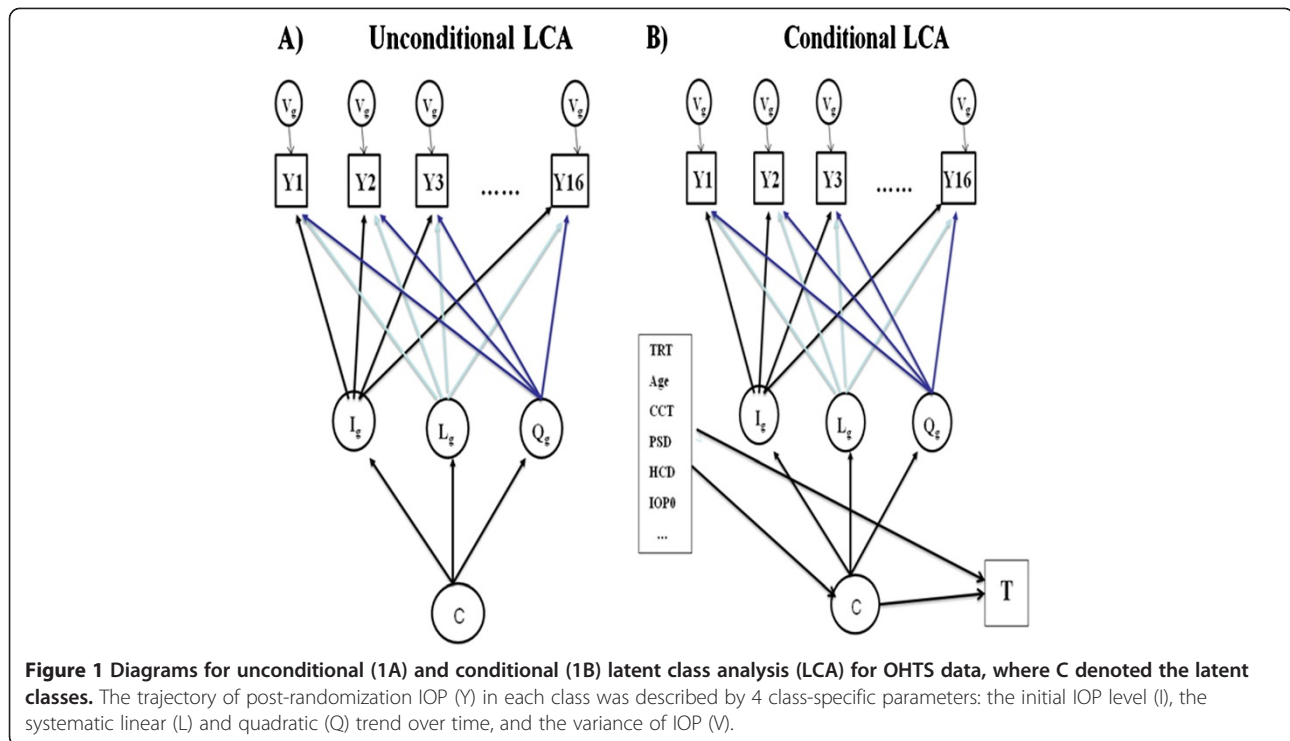 A) Unconditional LCA
B) Conditional LCA
Vg Vg Vg Vg
Vg Vg Vg Vg
Y1 Y2 Y3 ...... Y16
Y1 Y2 Y3 ...... Y16
Ig Lg Qg
TRT
Age
CCT
PSD
HCD
IOP0
...
Ig Lg Qg
C
C
T
Figure 1 Diagrams for unconditional (1A) and conditional (1B) latent class analysis (LCA) for OHTS data, where C denoted the latent
classes. The trajectory of post-randomization IOP (Y) in each class was described by 4 class-specific parameters: the initial IOP level (I), the
systematic linear (L) and quadratic (Q) trend over time, and the variance of IOP (V).